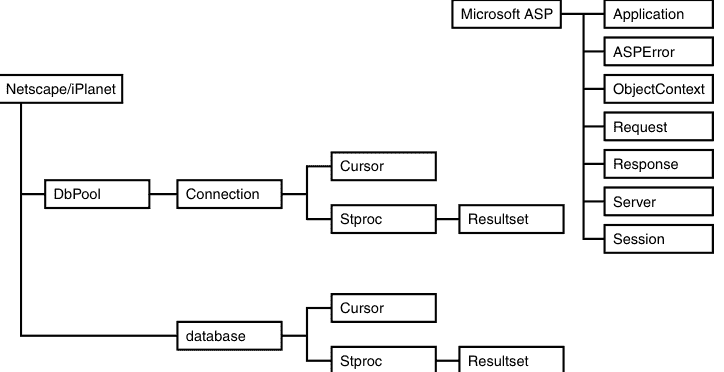 Microsoft ASP
Application
ASPError
ObjectContext
Request
Response
Server
Session
Netscape/iPlanet
DbPool
Connection
Cursor
Stproc
Resultset
database
Cursor
Stproc
Resultset